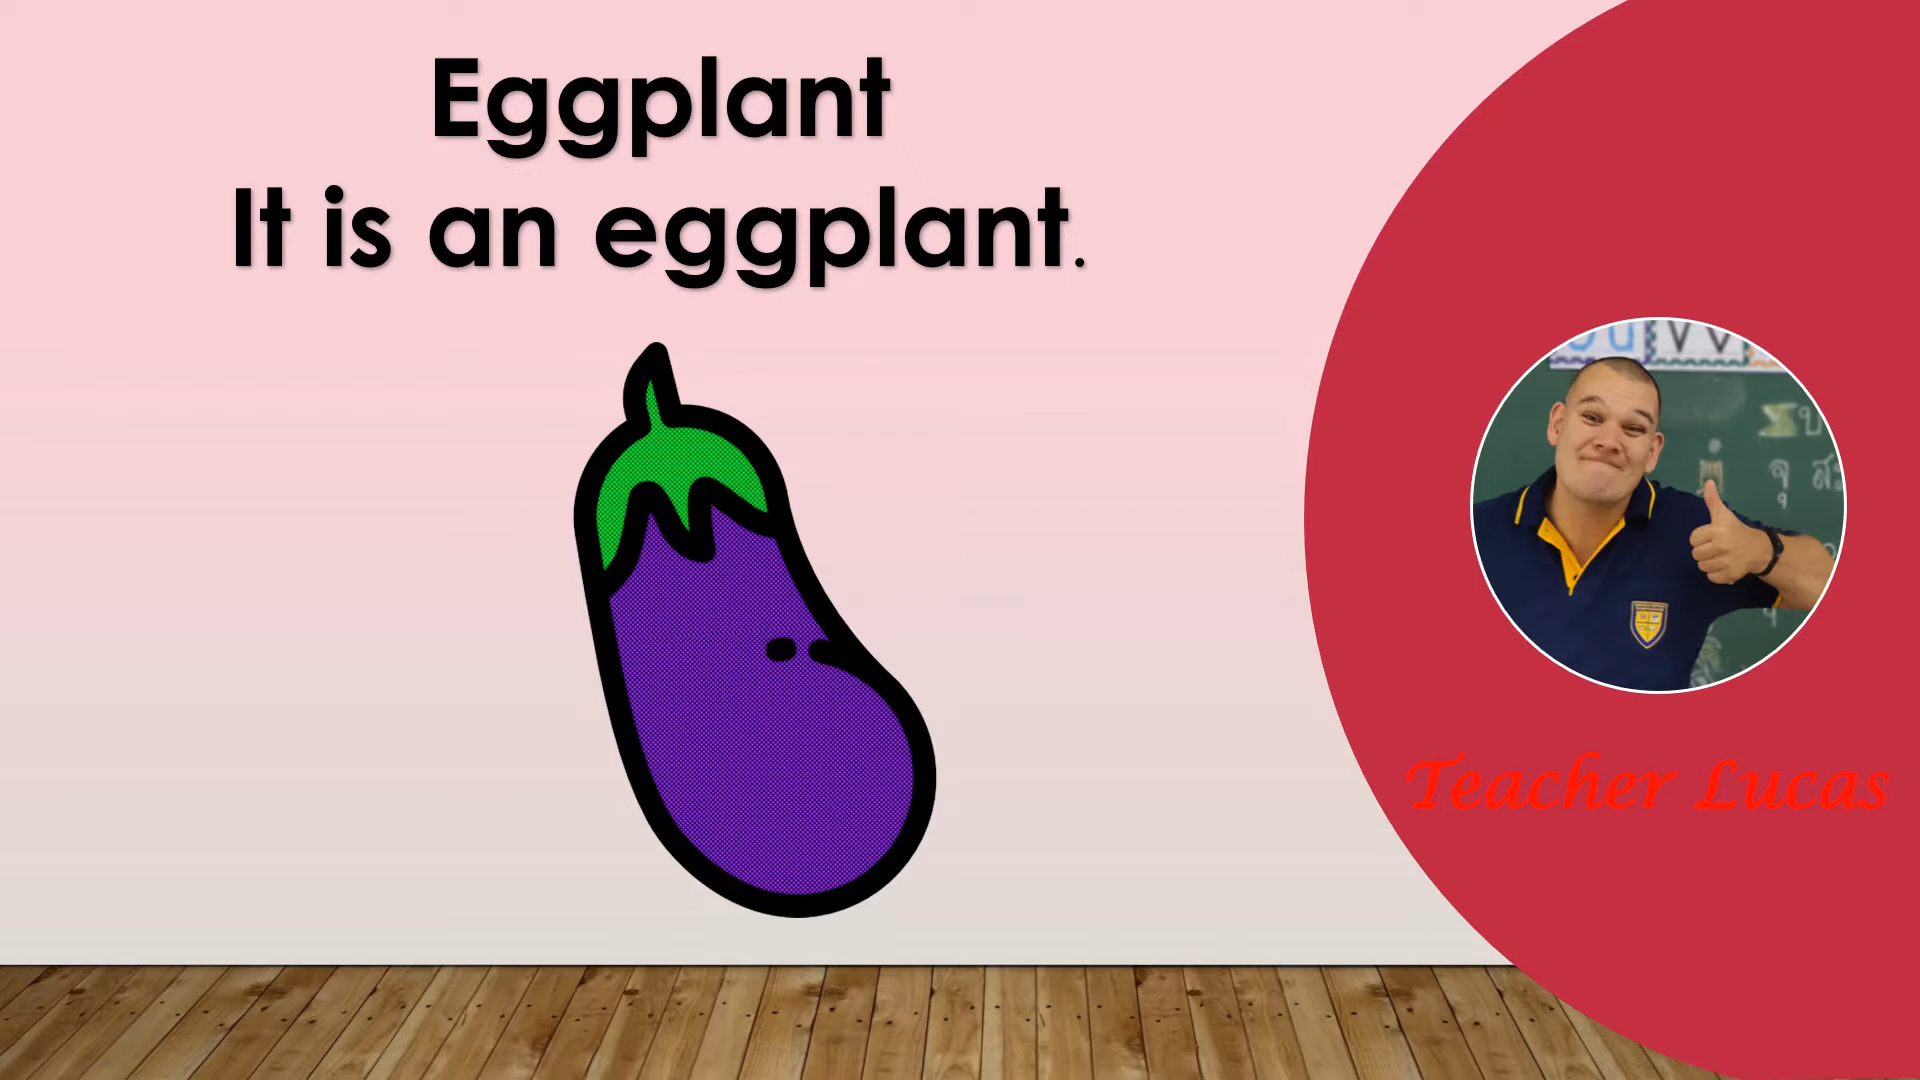 Eggplant
It is an eggplant.
Teacher Lucas